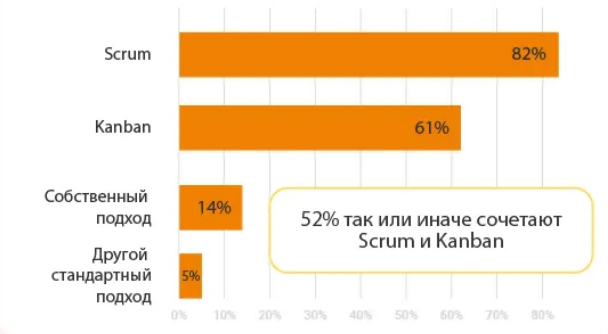 Scrum
82%
Kanban
61%
Собственный
подход
14%
52% так или иначе сочетают
Scrum и Kanban
Другой
стандартный
подход
5%
0% 10% 20% 30% 40% 50% 60% 70% 80%